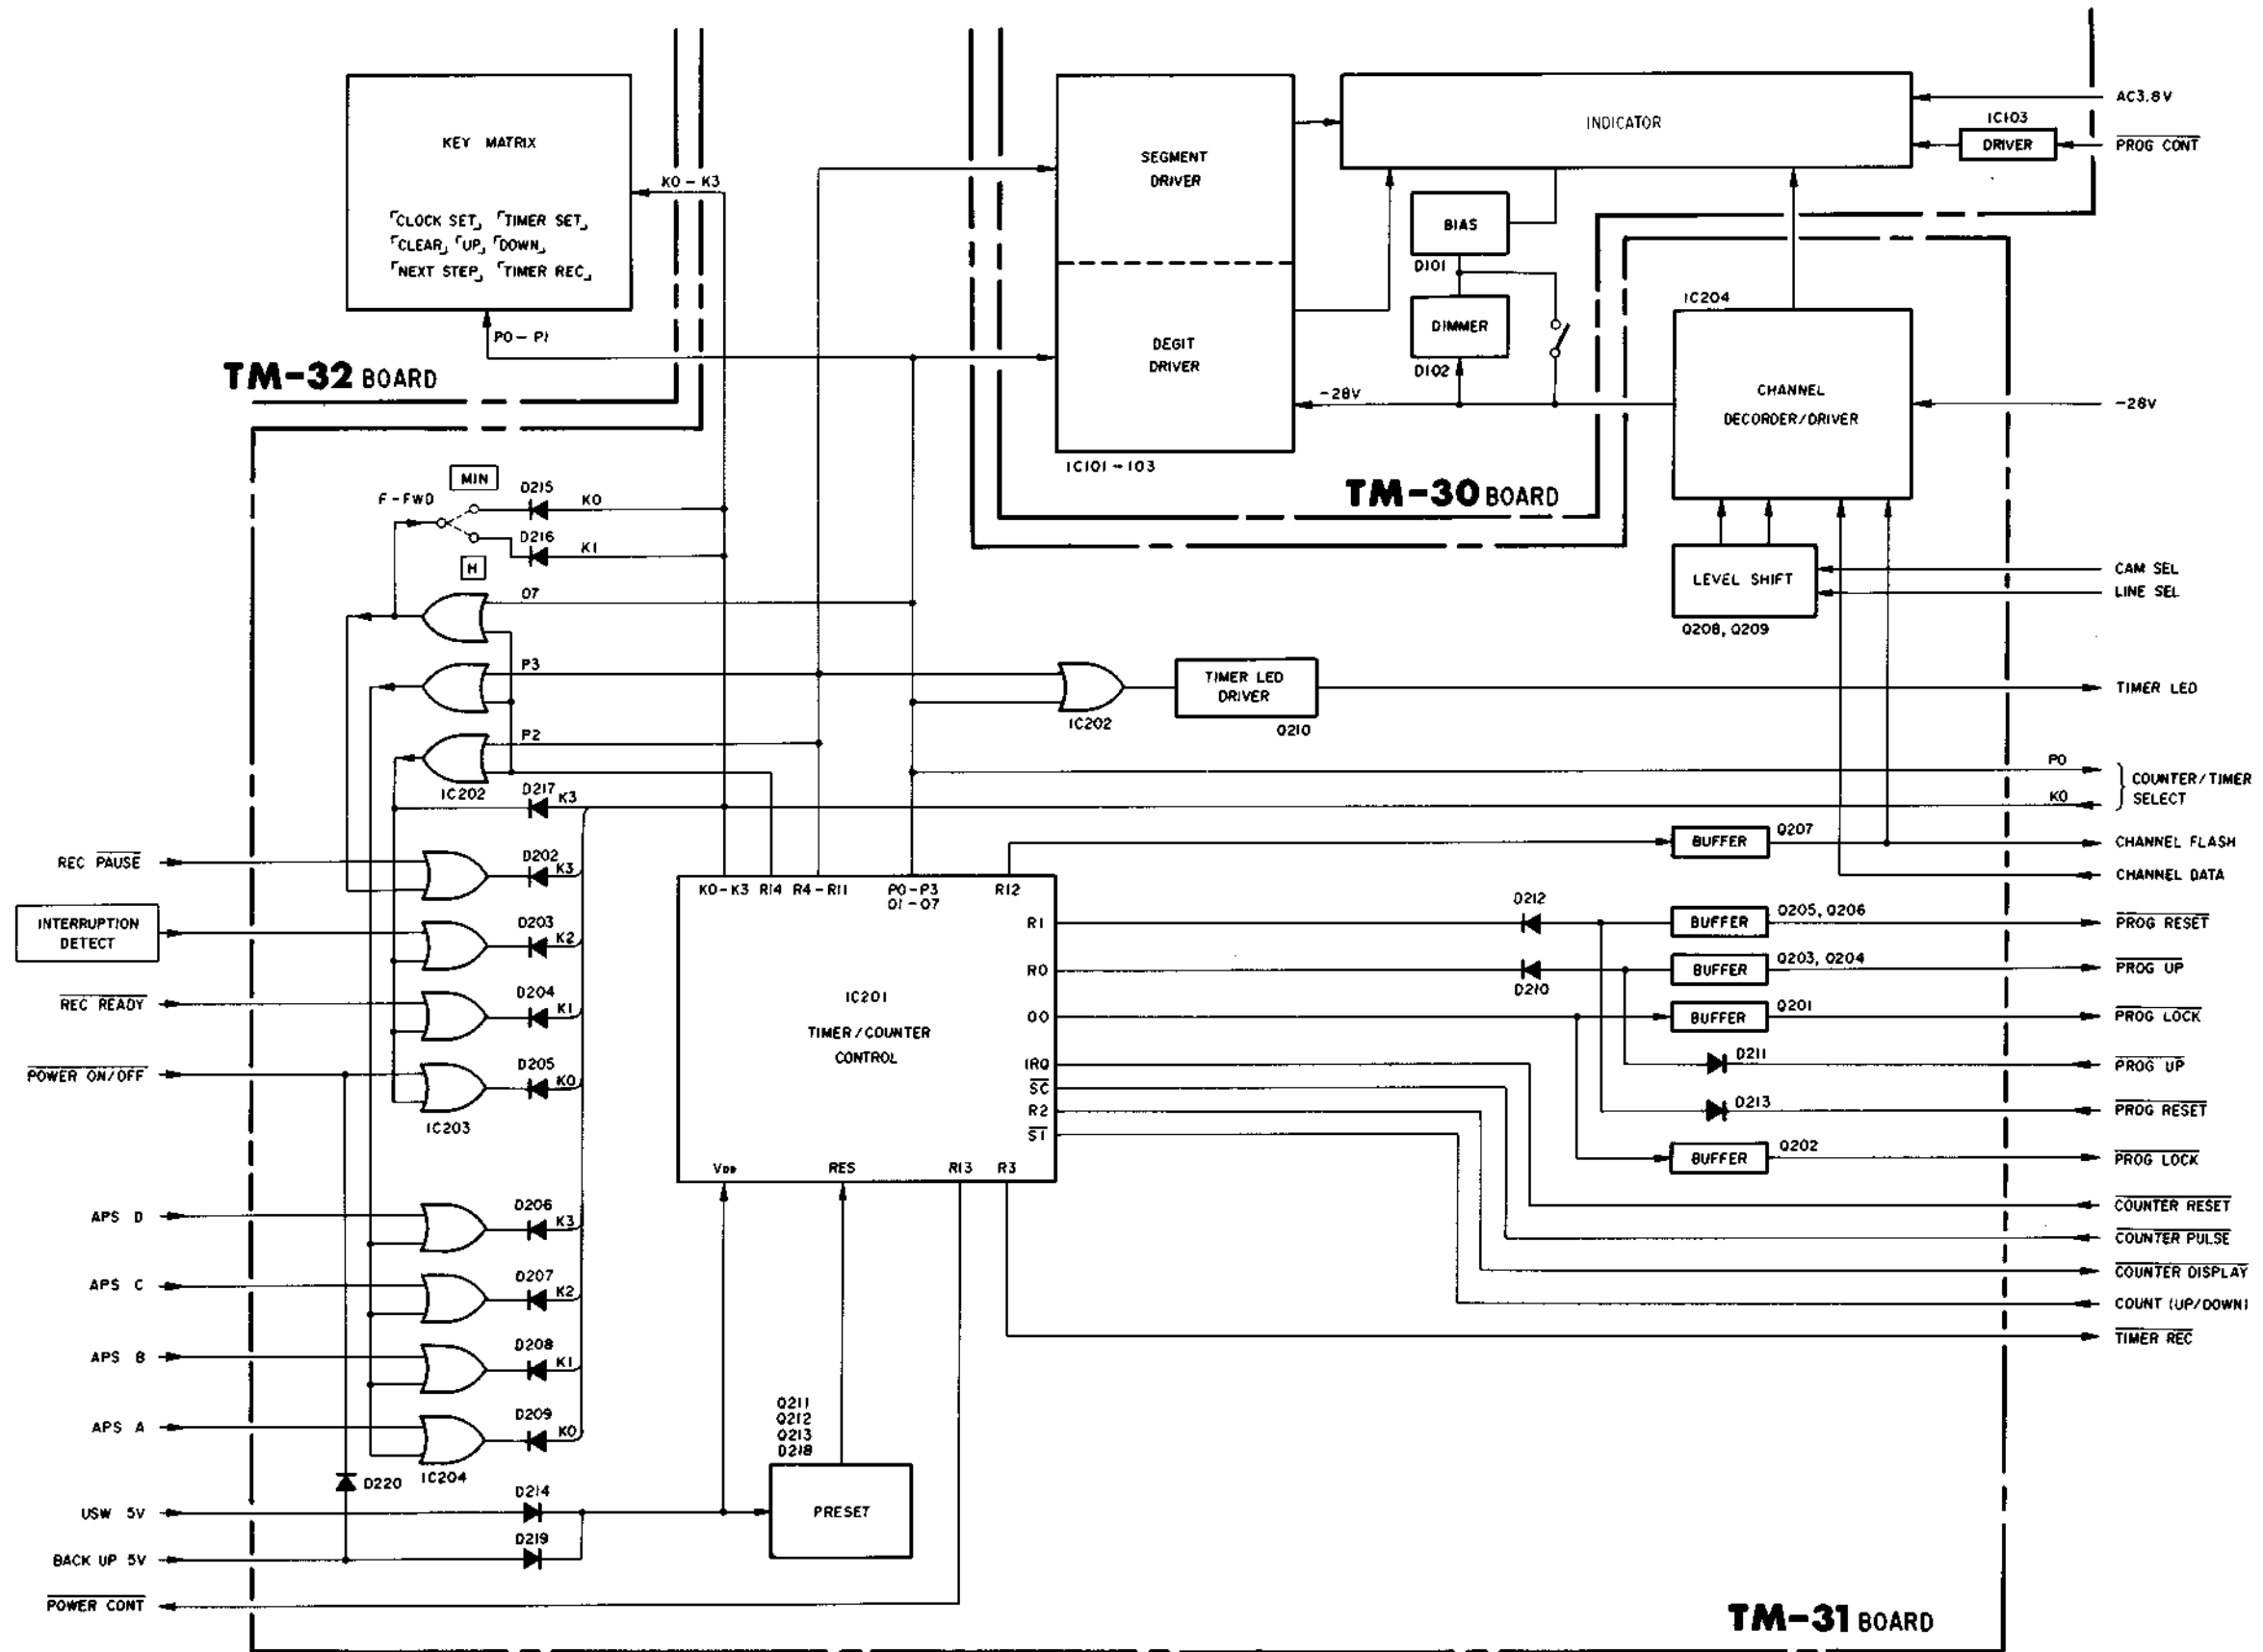 KEY MATRIX
「CLOCK SET」 「TIMER SET」
「CLEAR」 「UP」 「DOWN」
「NEXT STEP」 「TIMER REC」
K0 - K3
P0 - P1
TM-32 BOARD
SEGMENT
DRIVER
DEGIT
DRIVER
IC101 - 103
INDICATOR
BIAS
D101
DIMMER
D102
-28V
TM-30 BOARD
IC103
DRIVER
AC3.8V
PROG CONT
IC204
CHANNEL
DECORDER/DRIVER
-28V
LEVEL SHIFT
Q208, Q209
CAM SEL
LINE SEL
F-FWD
MIN
H
D215
K0
D216
K1
O7
P3
P2
IC202
D217
K3
IC202
TIMER LED
DRIVER
Q210
TIMER LED
P0
K0
COUNTER/TIMER
SELECT
REC PAUSE
INTERRUPTION
DETECT
REC READY
POWER ON/OFF
D202
K3
D203
K2
D204
K1
D205
K0
IC203
APS D
APS C
APS B
APS A
D206
K3
D207
K2
D208
K1
D209
K0
IC204
D220
USW 5V
BACK UP 5V
POWER CONT
D214
D219
Q211
Q212
Q213
D218
PRESET
K0-K3 R14 R4-R11 P0-P3 R12
O1-O7
IC201
TIMER/COUNTER
CONTROL
R1
R0
O0
IRQ
SC
R2
ST
VDD RES R13 R3
D212
D210
BUFFER Q207
BUFFER Q205, Q206
BUFFER Q203, Q204
BUFFER Q201
D211
D213
BUFFER Q202
CHANNEL FLASH
CHANNEL DATA
PROG RESET
PROG UP
PROG LOCK
PROG UP
PROG RESET
PROG LOCK
COUNTER RESET
COUNTER PULSE
COUNTER DISPLAY
COUNT (UP/DOWN)
TIMER REC
TM-31 BOARD